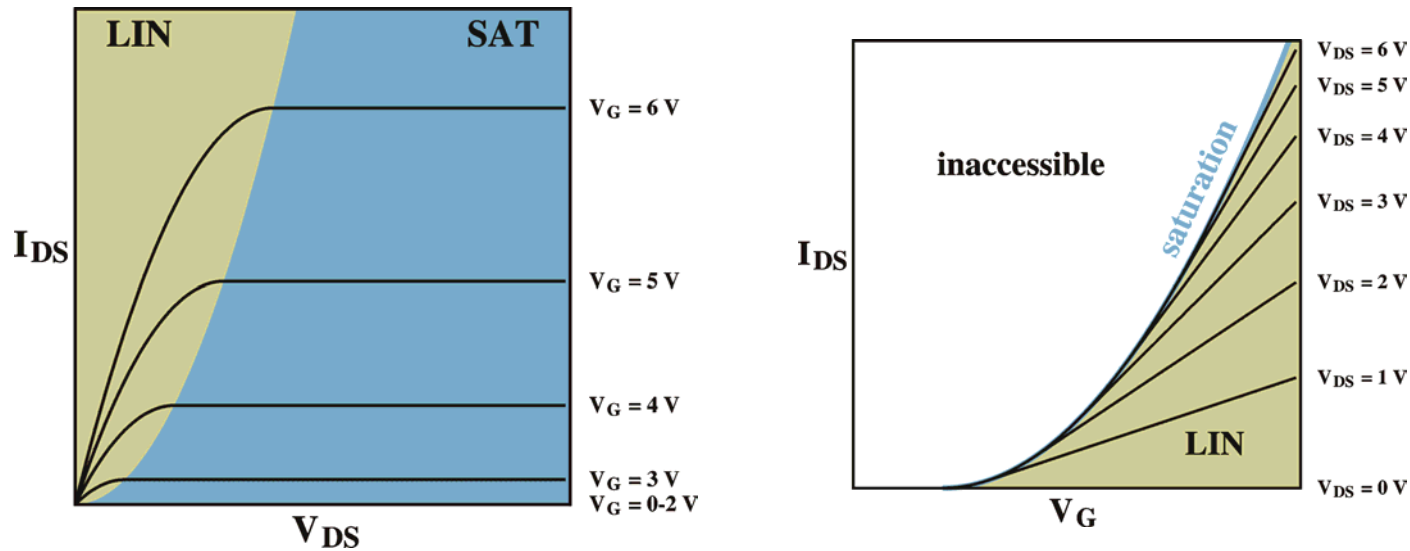 LIN
SAT
V_G = 6 V
V_G = 5 V
I_DS
V_G = 4 V
V_G = 3 V
V_G = 0-2 V
V_DS
V_DS = 6 V
V_DS = 5 V
V_DS = 4 V
inaccessible
saturation
V_DS = 3 V
I_DS
V_DS = 2 V
V_DS = 1 V
LIN
V_DS = 0 V
V_G